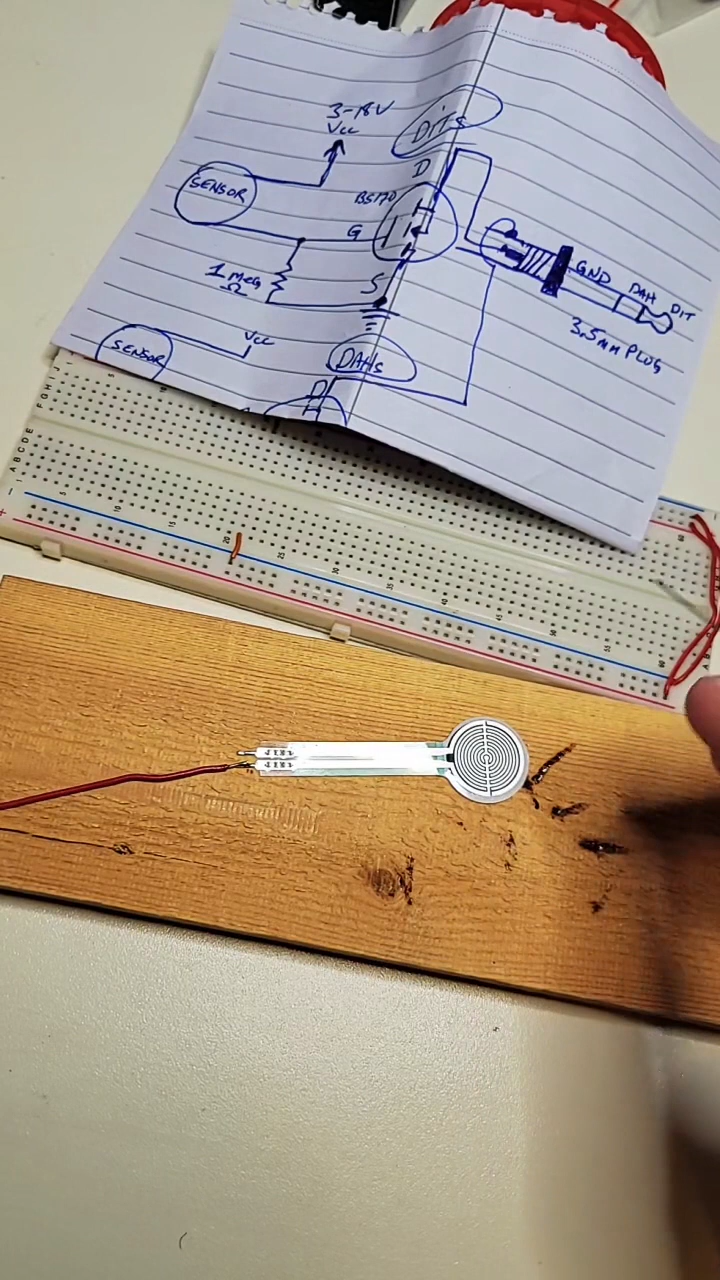 3-18V
Vcc
DITS
SENSOR
D
BS170
G
1 MEG
Ω
S
GND
DAH
DIT
3.5MM PLUG
SENSOR
Vcc
DAHS
D